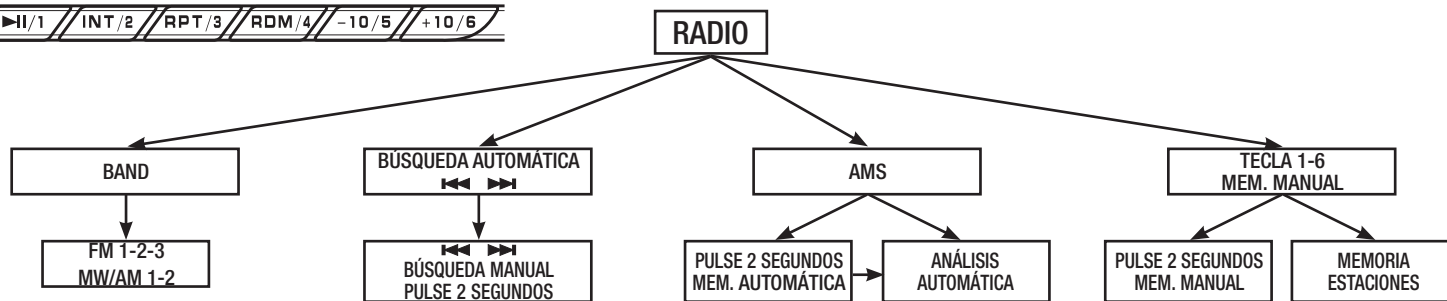 ►II/1 INT/2 RPT/3 RDM/4 -10/5 +10/6
RADIO
BAND
FM 1-2-3
MW/AM 1-2
BÚSQUEDA AUTOMÁTICA
BÚSQUEDA MANUAL
PULSE 2 SEGUNDOS
AMS
PULSE 2 SEGUNDOS
MEM. AUTOMÁTICA
ANÁLISIS
AUTOMÁTICA
TECLA 1-6
MEM. MANUAL
PULSE 2 SEGUNDOS
MEM. MANUAL
MEMORIA
ESTACIONES